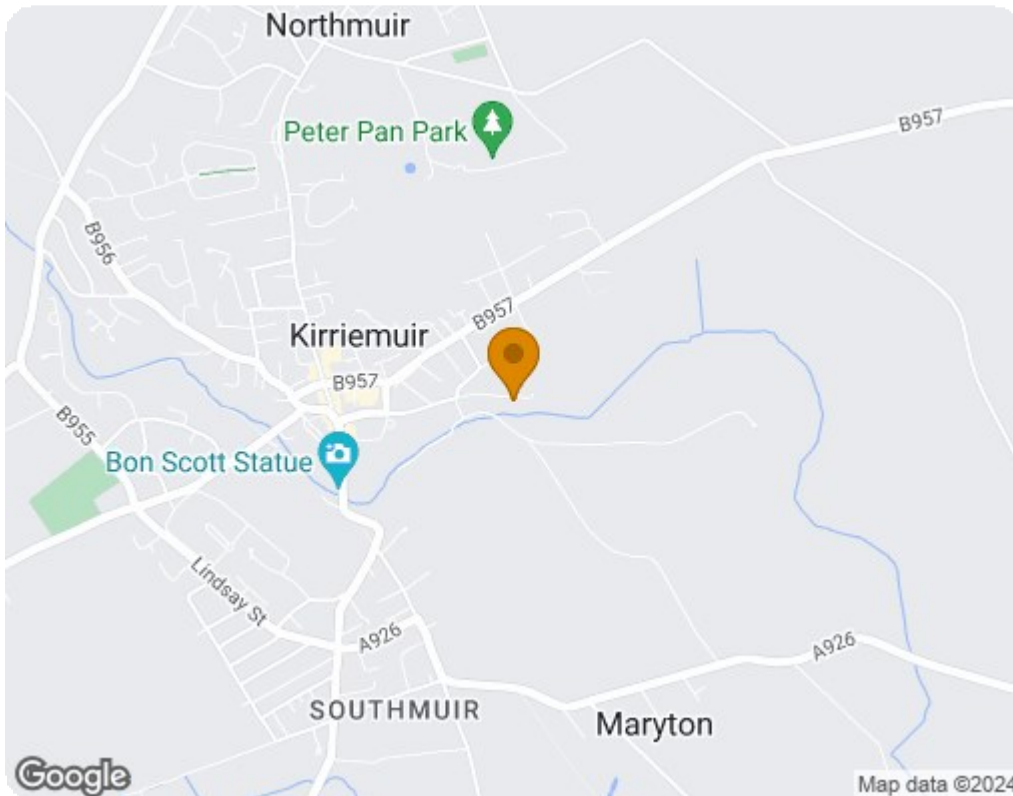 Northmuir
Peter Pan Park
B957
B956
B957
Kirriemuir
B957
B955
Bon Scott Statue
Lindsay St
A926
A926
SOUTHMUIR
Maryton
Google
Map data ©2024